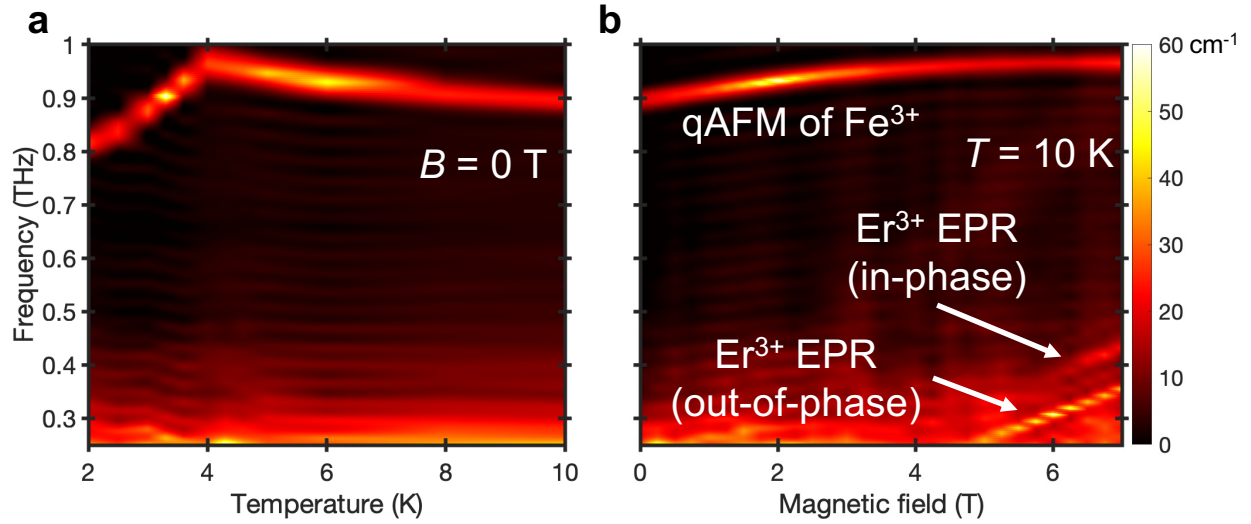 a
b
1
0.9
0.8
0.7
0.6
0.5
0.4
0.3
Frequency (THz)
B = 0 T
2
4
6
8
10
Temperature (K)
qAFM of Fe³⁺
T = 10 K
Er³⁺ EPR
(in-phase)
Er³⁺ EPR
(out-of-phase)
0
2
4
6
Magnetic field (T)
60 cm⁻¹
50
40
30
20
10
0